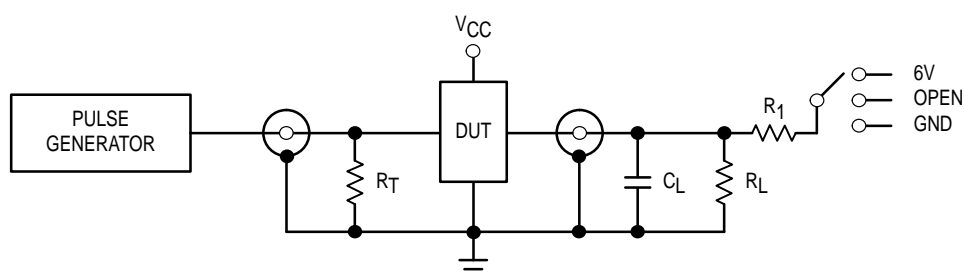 VCC
PULSE
GENERATOR
DUT
RT
CL
RL
R1
6V
OPEN
GND